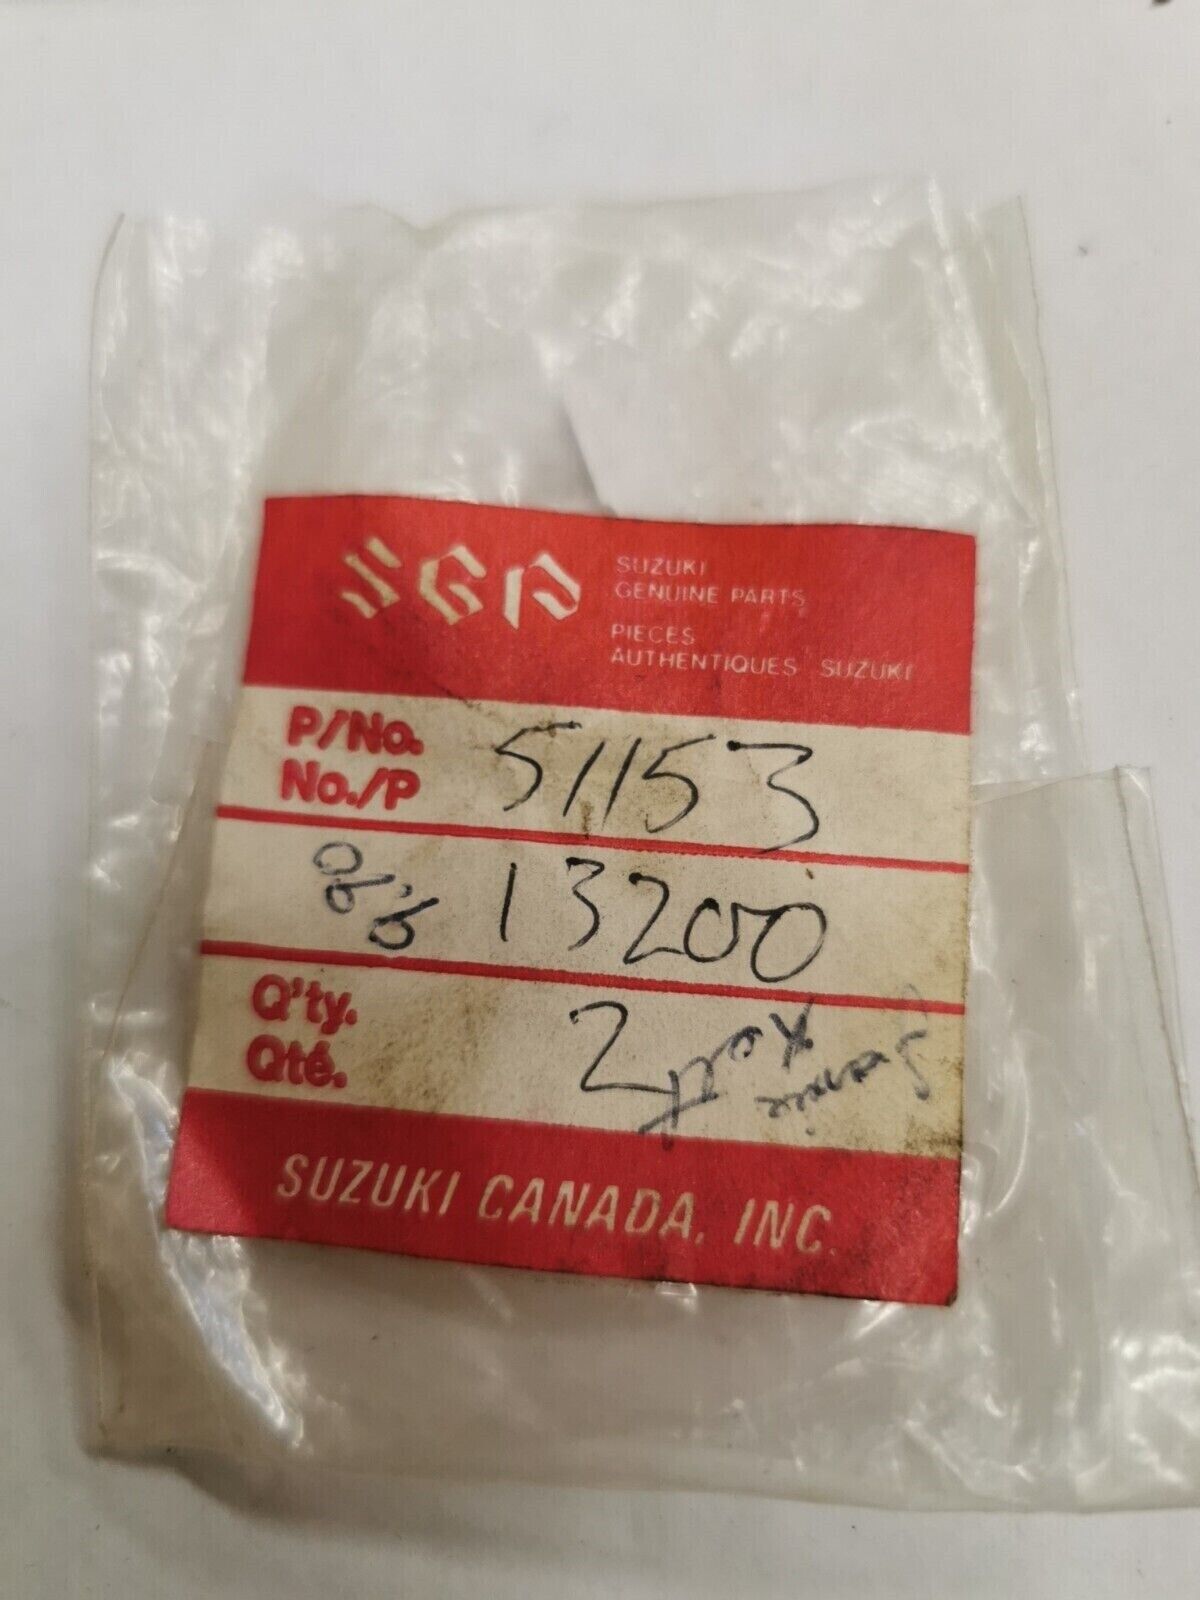 SGP
SUZUKI
GENUINE PARTS
PIECES
AUTHENTIQUES SUZUKI
P/No.
No./P
51153
13200
Q'ty.
Qté.
2
SUZUKI CANADA, INC.